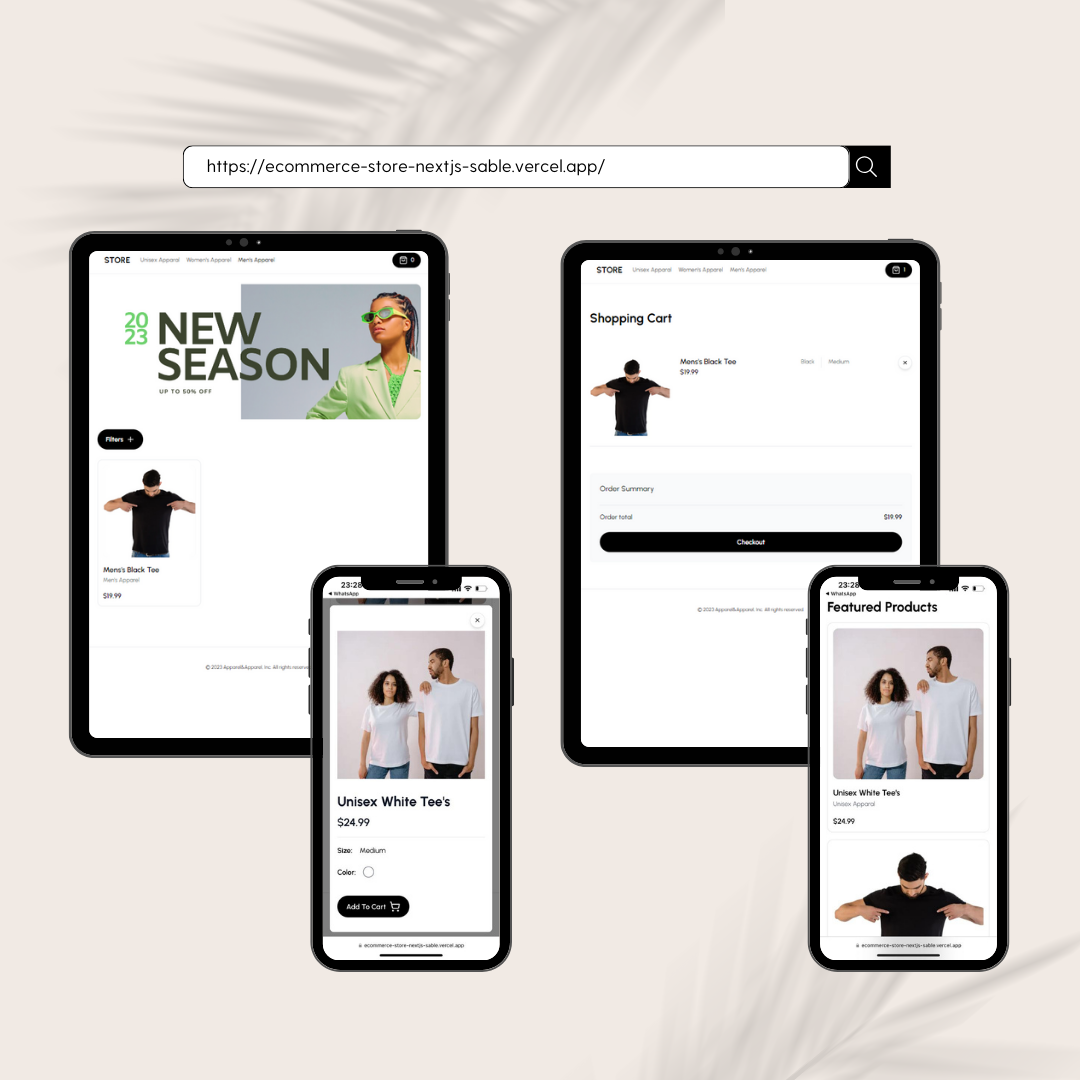 https://ecommerce-store-nextjs-sable.vercel.app/
STORE Unisex Apparal Women's Apparel Men's Apparel 0
20
23
NEW
SEASON
UP TO 50% OFF
Filters +
Mens's Black Tee
Men's Apparel
$19.99
© 2023 Apparel&Apparel. Inc. All rights
STORE Unisex Apparal Women's Apparel Men's Apparel 1
Shopping Cart
Mens's Black Tee Black Medium
$19.99
Order Summary
Order total $19.99
Checkout
© 2023 Apparel&Apparel. Inc. All rights reserved
23:28
WhatsApp
Unisex White Tee's
$24.99
Size: Medium
Color:
Add To Cart
ecommerce-store-nextjs-sable.vercel.app
23:28
WhatsApp
Featured Products
Unisex White Tee's
Unisex Apparal
$24.99
ecommerce-store-nextjs-sable.vercel.app